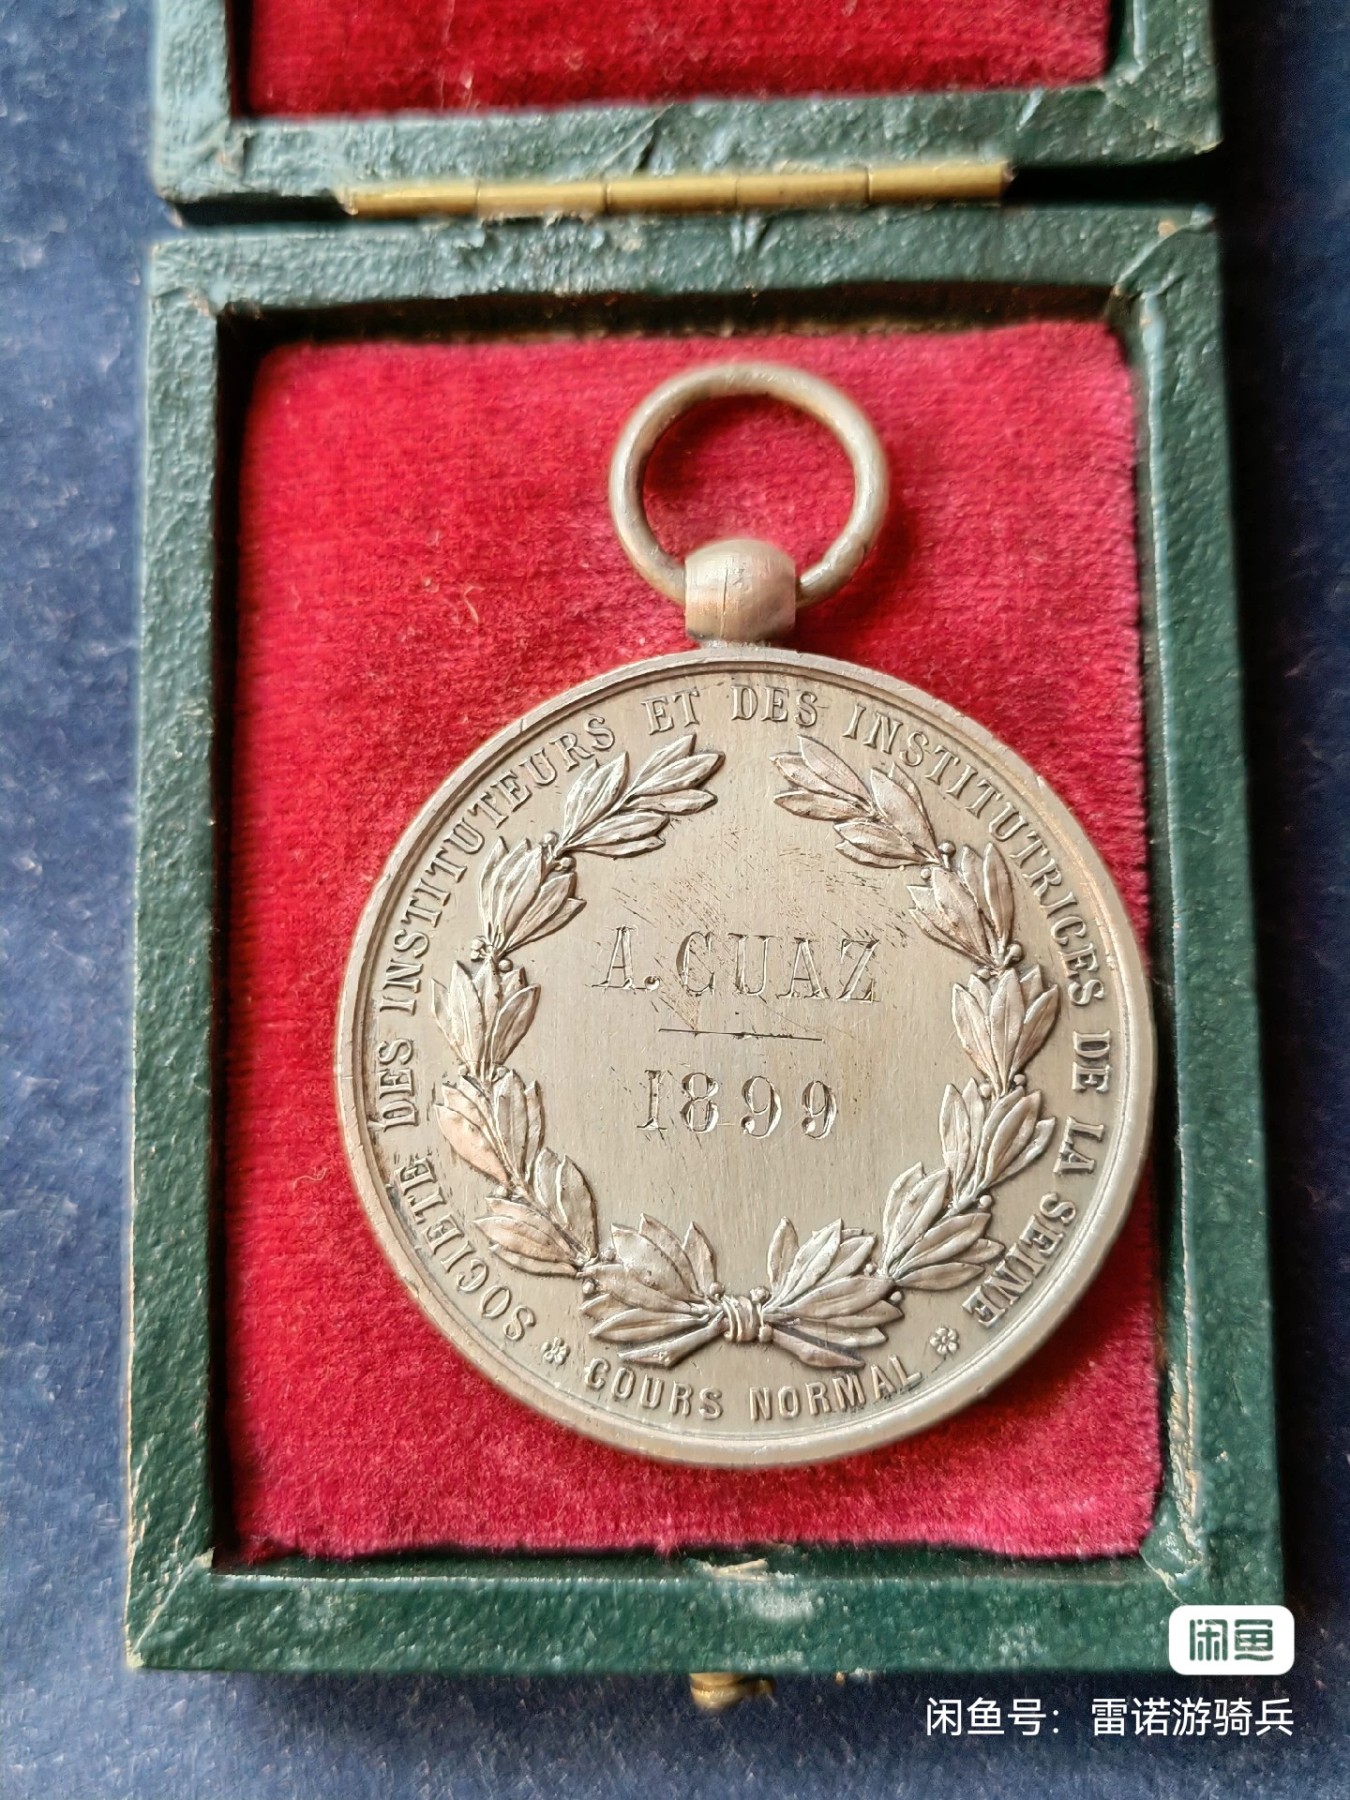 SOCIETE DES INSTITUTEURS ET DES INSTITUTRICES DE LA SEINE
A. CUAZ
1899
* COURS NORMAL *
闲鱼
闲鱼号：雷诺游骑兵